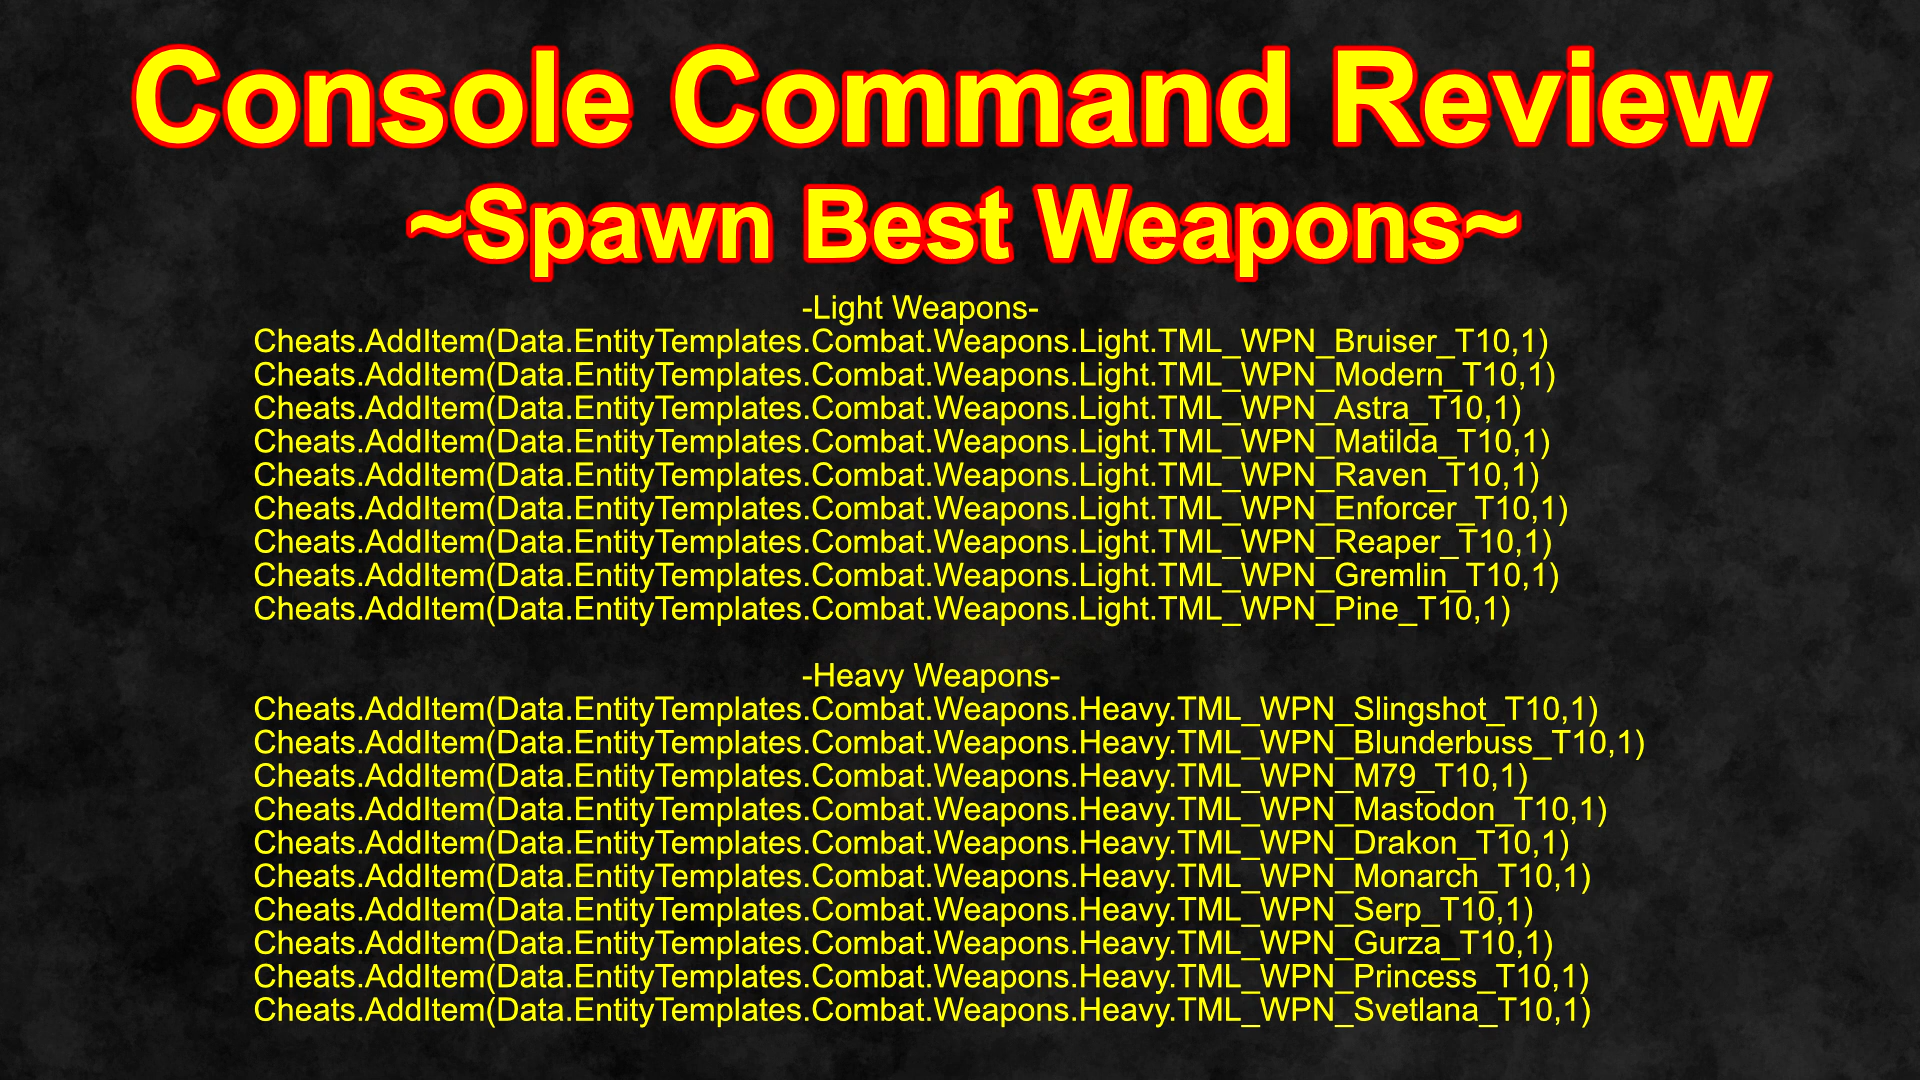 Console Command Review
~Spawn Best Weapons~
-Light Weapons-
Cheats.AddItem(Data.EntityTemplates.Combat.Weapons.Light.TML_WPN_Bruiser_T10,1)
Cheats.AddItem(Data.EntityTemplates.Combat.Weapons.Light.TML_WPN_Modern_T10,1)
Cheats.AddItem(Data.EntityTemplates.Combat.Weapons.Light.TML_WPN_Astra_T10,1)
Cheats.AddItem(Data.EntityTemplates.Combat.Weapons.Light.TML_WPN_Matilda_T10,1)
Cheats.AddItem(Data.EntityTemplates.Combat.Weapons.Light.TML_WPN_Raven_T10,1)
Cheats.AddItem(Data.EntityTemplates.Combat.Weapons.Light.TML_WPN_Enforcer_T10,1)
Cheats.AddItem(Data.EntityTemplates.Combat.Weapons.Light.TML_WPN_Reaper_T10,1)
Cheats.AddItem(Data.EntityTemplates.Combat.Weapons.Light.TML_WPN_Gremlin_T10,1)
Cheats.AddItem(Data.EntityTemplates.Combat.Weapons.Light.TML_WPN_Pine_T10,1)
-Heavy Weapons-
Cheats.AddItem(Data.EntityTemplates.Combat.Weapons.Heavy.TML_WPN_Slingshot_T10,1)
Cheats.AddItem(Data.EntityTemplates.Combat.Weapons.Heavy.TML_WPN_Blunderbuss_T10,1)
Cheats.AddItem(Data.EntityTemplates.Combat.Weapons.Heavy.TML_WPN_M79_T10,1)
Cheats.AddItem(Data.EntityTemplates.Combat.Weapons.Heavy.TML_WPN_Mastodon_T10,1)
Cheats.AddItem(Data.EntityTemplates.Combat.Weapons.Heavy.TML_WPN_Drakon_T10,1)
Cheats.AddItem(Data.EntityTemplates.Combat.Weapons.Heavy.TML_WPN_Monarch_T10,1)
Cheats.AddItem(Data.EntityTemplates.Combat.Weapons.Heavy.TML_WPN_Serp_T10,1)
Cheats.AddItem(Data.EntityTemplates.Combat.Weapons.Heavy.TML_WPN_Gurza_T10,1)
Cheats.AddItem(Data.EntityTemplates.Combat.Weapons.Heavy.TML_WPN_Princess_T10,1)
Cheats.AddItem(Data.EntityTemplates.Combat.Weapons.Heavy.TML_WPN_Svetlana_T10,1)